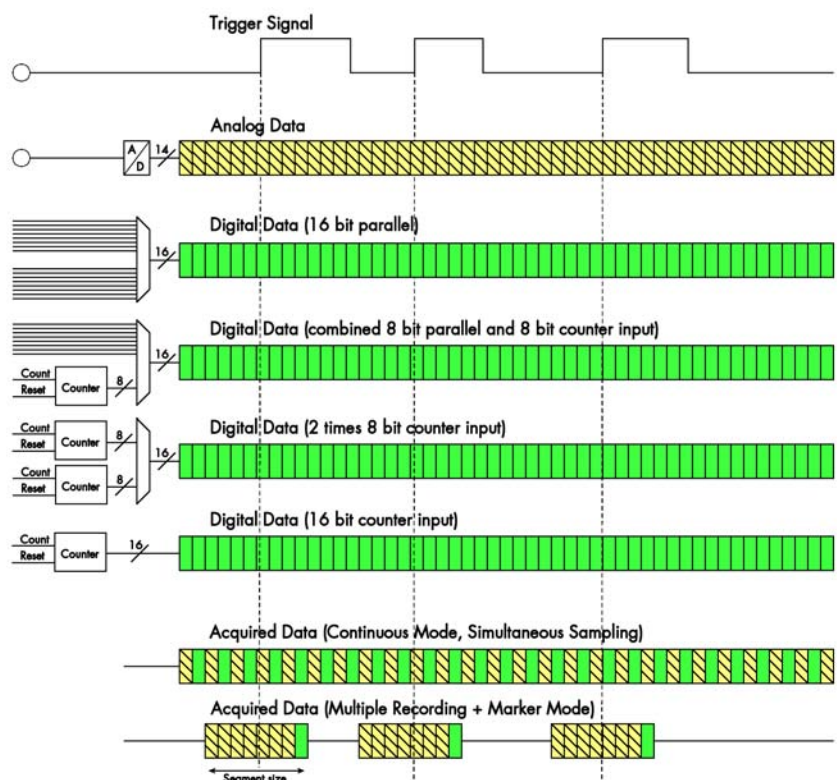 Trigger Signal
Analog Data
A
D
14
Digital Data (16 bit parallel)
16
Digital Data (combined 8 bit parallel and 8 bit counter input)
16
Count
Reset
Counter
8
Digital Data (2 times 8 bit counter input)
Count
Reset
Counter
8
16
Count
Reset
Counter
8
Digital Data (16 bit counter input)
Count
Reset
Counter
16
Acquired Data (Continuous Mode, Simultaneous Sampling)
Acquired Data (Multiple Recording + Marker Mode)
Segment size